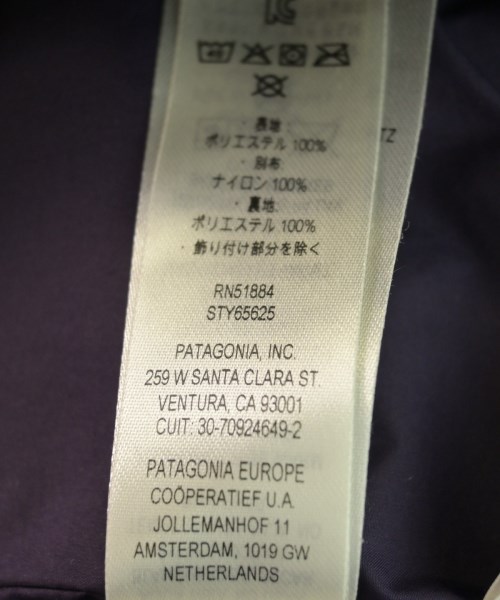 ・表地・
ポリエステル 100%
・別布
ナイロン 100%
・裏地.
ポリエステル 100%
・飾り付け部分を除く
RN51884
STY65625
PATAGONIA, INC.
259 W SANTA CLARA ST.
VENTURA, CA 93001
CUIT: 30-70924649-2
PATAGONIA EUROPE
COÖPERATIEF U.A
JOLLEMANHOF 11
AMSTERDAM, 1019 GW
NETHERLANDS
TZ